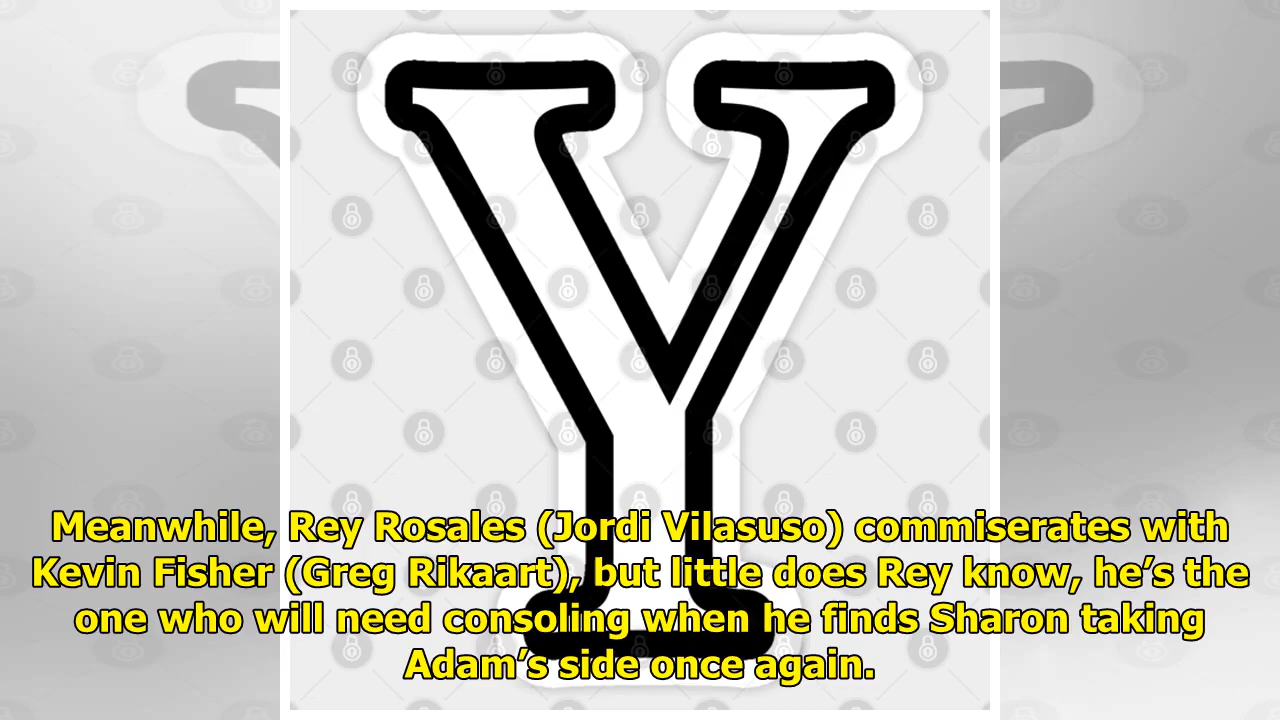 Y
Meanwhile, Rey Rosales (Jordi Vilasuso) commiserates with
Kevin Fisher (Greg Rikaart), but little does Rey know, he’s the
one who will need consoling when he finds Sharon taking
Adam’s side once again.